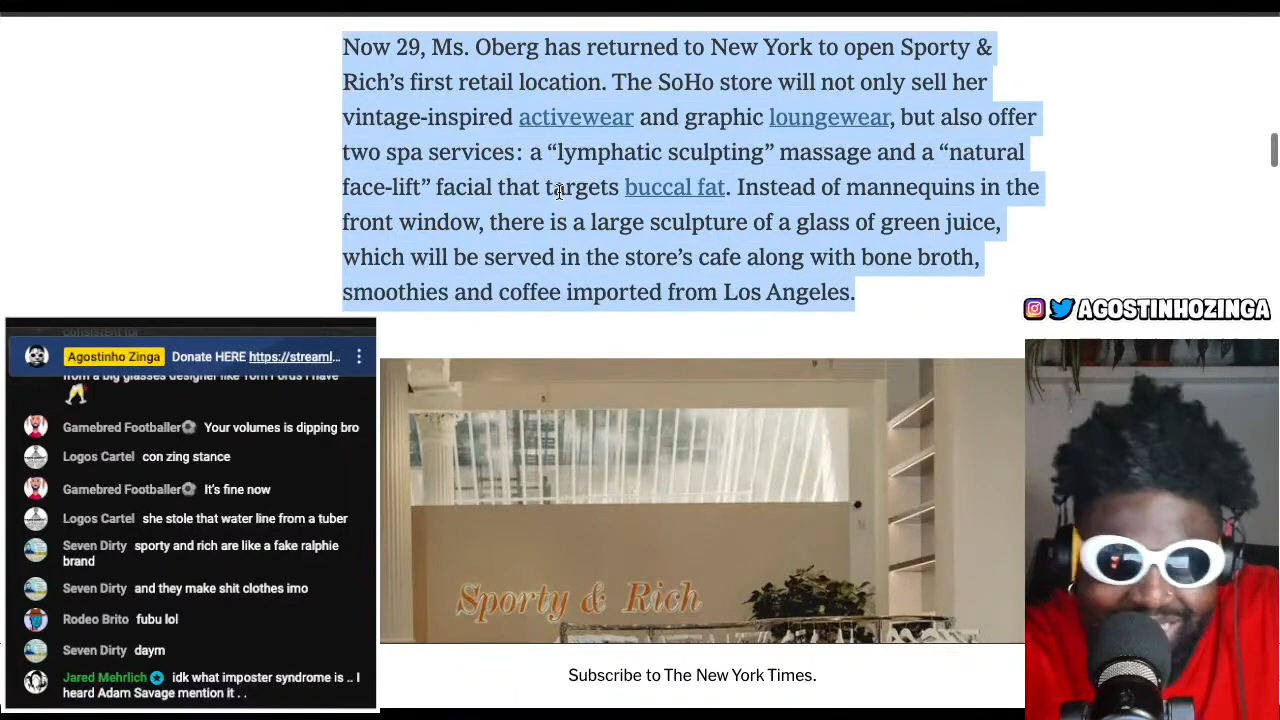 Now 29, Ms. Oberg has returned to New York to open Sporty &
Rich’s first retail location. The SoHo store will not only sell her
vintage-inspired activewear and graphic loungewear, but also offer
two spa services: a “lymphatic sculpting” massage and a “natural
face-lift” facial that targets buccal fat. Instead of mannequins in the
front window, there is a large sculpture of a glass of green juice,
which will be served in the store’s cafe along with bone broth,
smoothies and coffee imported from Los Angeles.
AGOSTINHOZINGA
Agostinho Zinga Donate HERE https://streaml...
from a big glasses designer like Tom Fords I have
🥂
Gamebred Footballer⚽ Your volumes is dipping bro
Logos Cartel con zing stance
Gamebred Footballer⚽ It’s fine now
Logos Cartel she stole that water line from a tuber
Seven Dirty sporty and rich are like a fake ralphie
brand
Seven Dirty and they make shit clothes imo
Rodeo Brito fubu lol
Seven Dirty daym
Jared Mehrlich idk what imposter syndrome is .. I
heard Adam Savage mention it . .
Sporty & Rich
Subscribe to The New York Times.